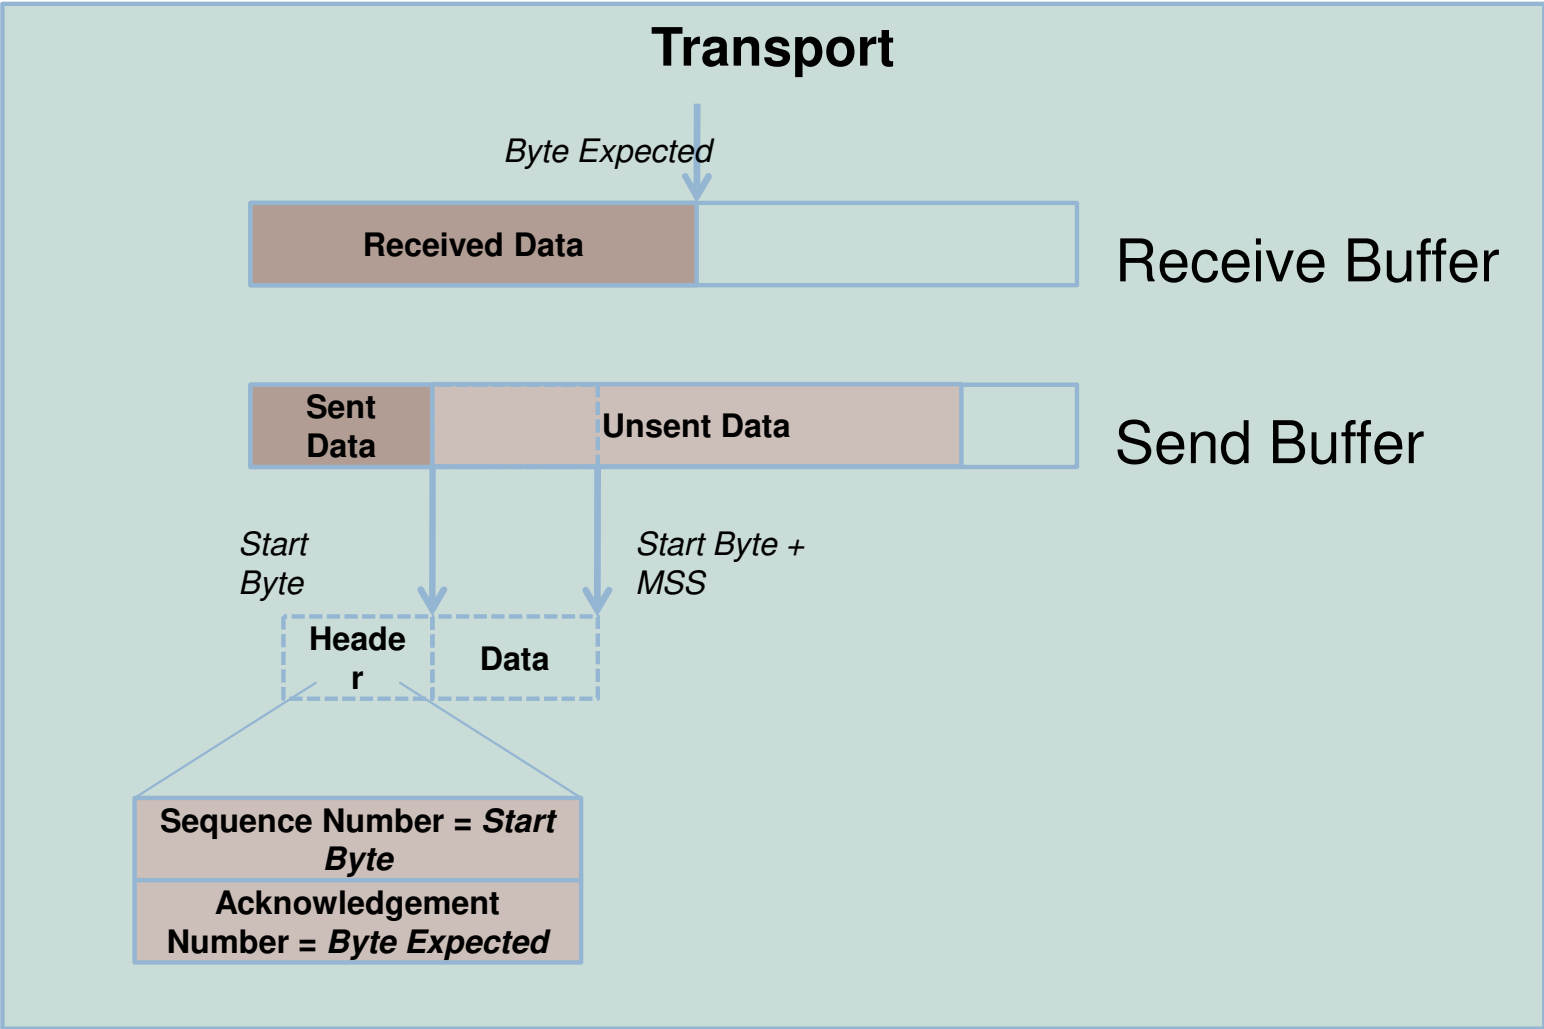 Transport
Byte Expected
Received Data
Receive Buffer
Sent
Data
Unsent Data
Send Buffer
Start
Byte
Start Byte +
MSS
Heade
r
Data
Sequence Number = Start
Byte
Acknowledgement
Number = Byte Expected